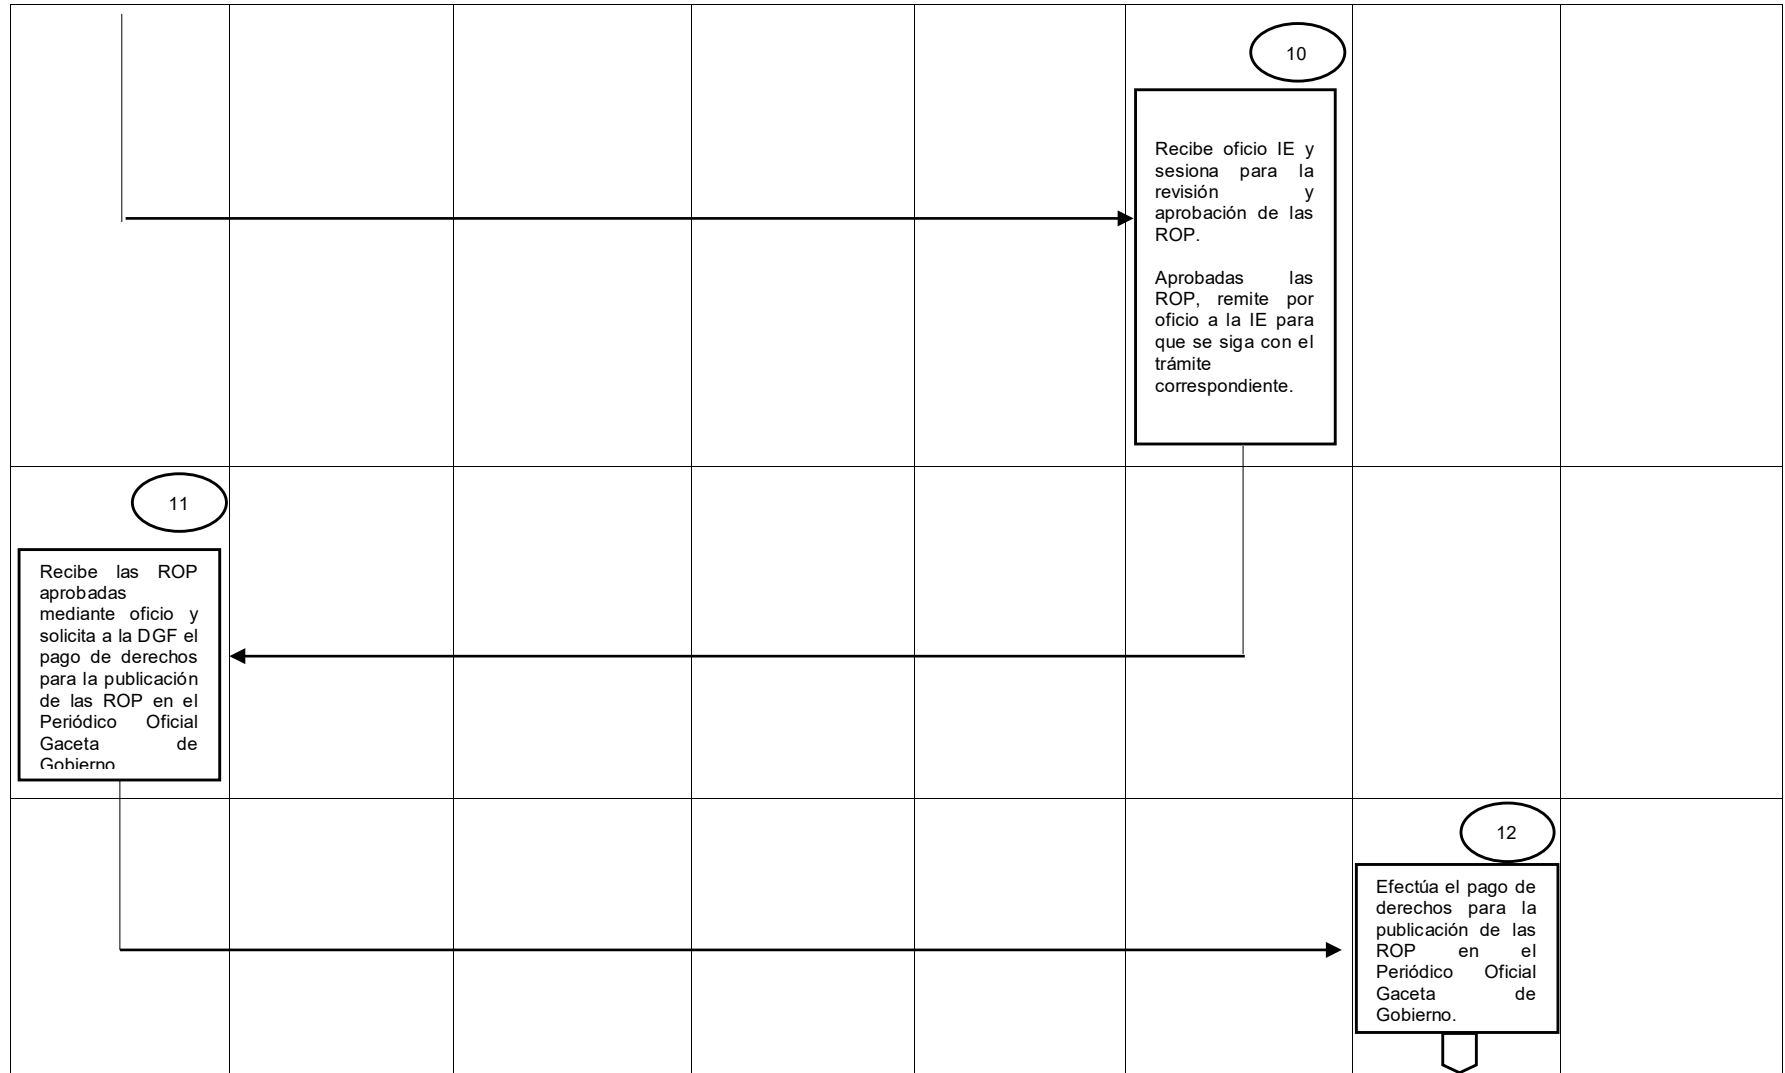 10
Recibe oficio IE y
sesiona para la
revisión y
aprobación de las
ROP.
Aprobadas las
ROP, remite por
oficio a la IE para
que se siga con el
trámite
correspondiente.
11
Recibe las ROP
aprobadas
mediante oficio y
solicita a la DGF el
pago de derechos
para la publicación
de las ROP en el
Periódico Oficial
Gaceta de
Gobierno
12
Efectúa el pago de
derechos para la
publicación de las
ROP en el
Periódico Oficial
Gaceta de
Gobierno.